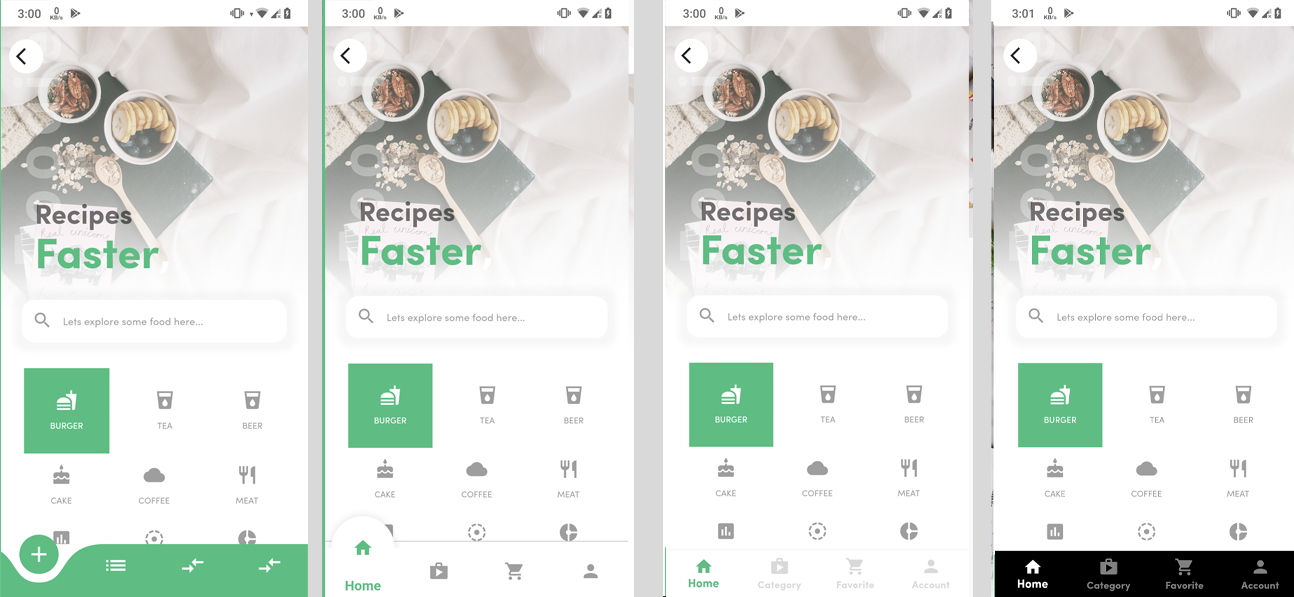 3:00 0 KB/s
Recipes
Faster
Lets explore some food here...
BURGER TEA BEER
CAKE COFFEE MEAT
3:00 0 KB/s
Recipes
Faster
Lets explore some food here...
BURGER TEA BEER
CAKE COFFEE MEAT
Home
3:00 0 KB/s
Recipes
Faster
Lets explore some food here...
BURGER TEA BEER
CAKE COFFEE MEAT
Home Category Favorite Account
3:01 0 KB/s
Recipes
Faster
Lets explore some food here...
BURGER TEA BEER
CAKE COFFEE MEAT
Home Category Favorite Account